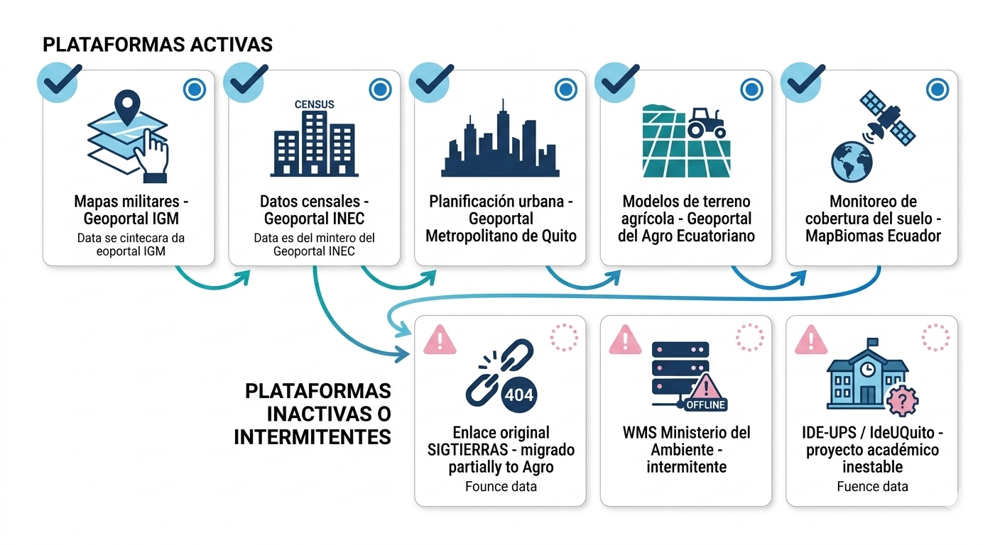 PLATAFORMAS ACTIVAS
CENSUS
Mapas militares -
Geoportal IGM
Data se cintecara da
eoportal IGM
Datos censales -
Geoportal INEC
Data es del mintero del
Geoportal INEC
Planificación urbana -
Geoportal
Metropolitano de Quito
Modelos de terreno
agrícola - Geoportal
del Agro Ecuatoriano
Monitoreo de
cobertura del suelo -
MapBiomas Ecuador
PLATAFORMAS
INACTIVAS O
INTERMITENTES
404
Enlace original
SIGTIERRAS - migrado
partially to Agro
Founce data
OFFLINE
WMS Ministerio del
Ambiente -
intermitente
?
IDE-UPS / IdeUQuito -
proyecto académico
inestable
Fuence data